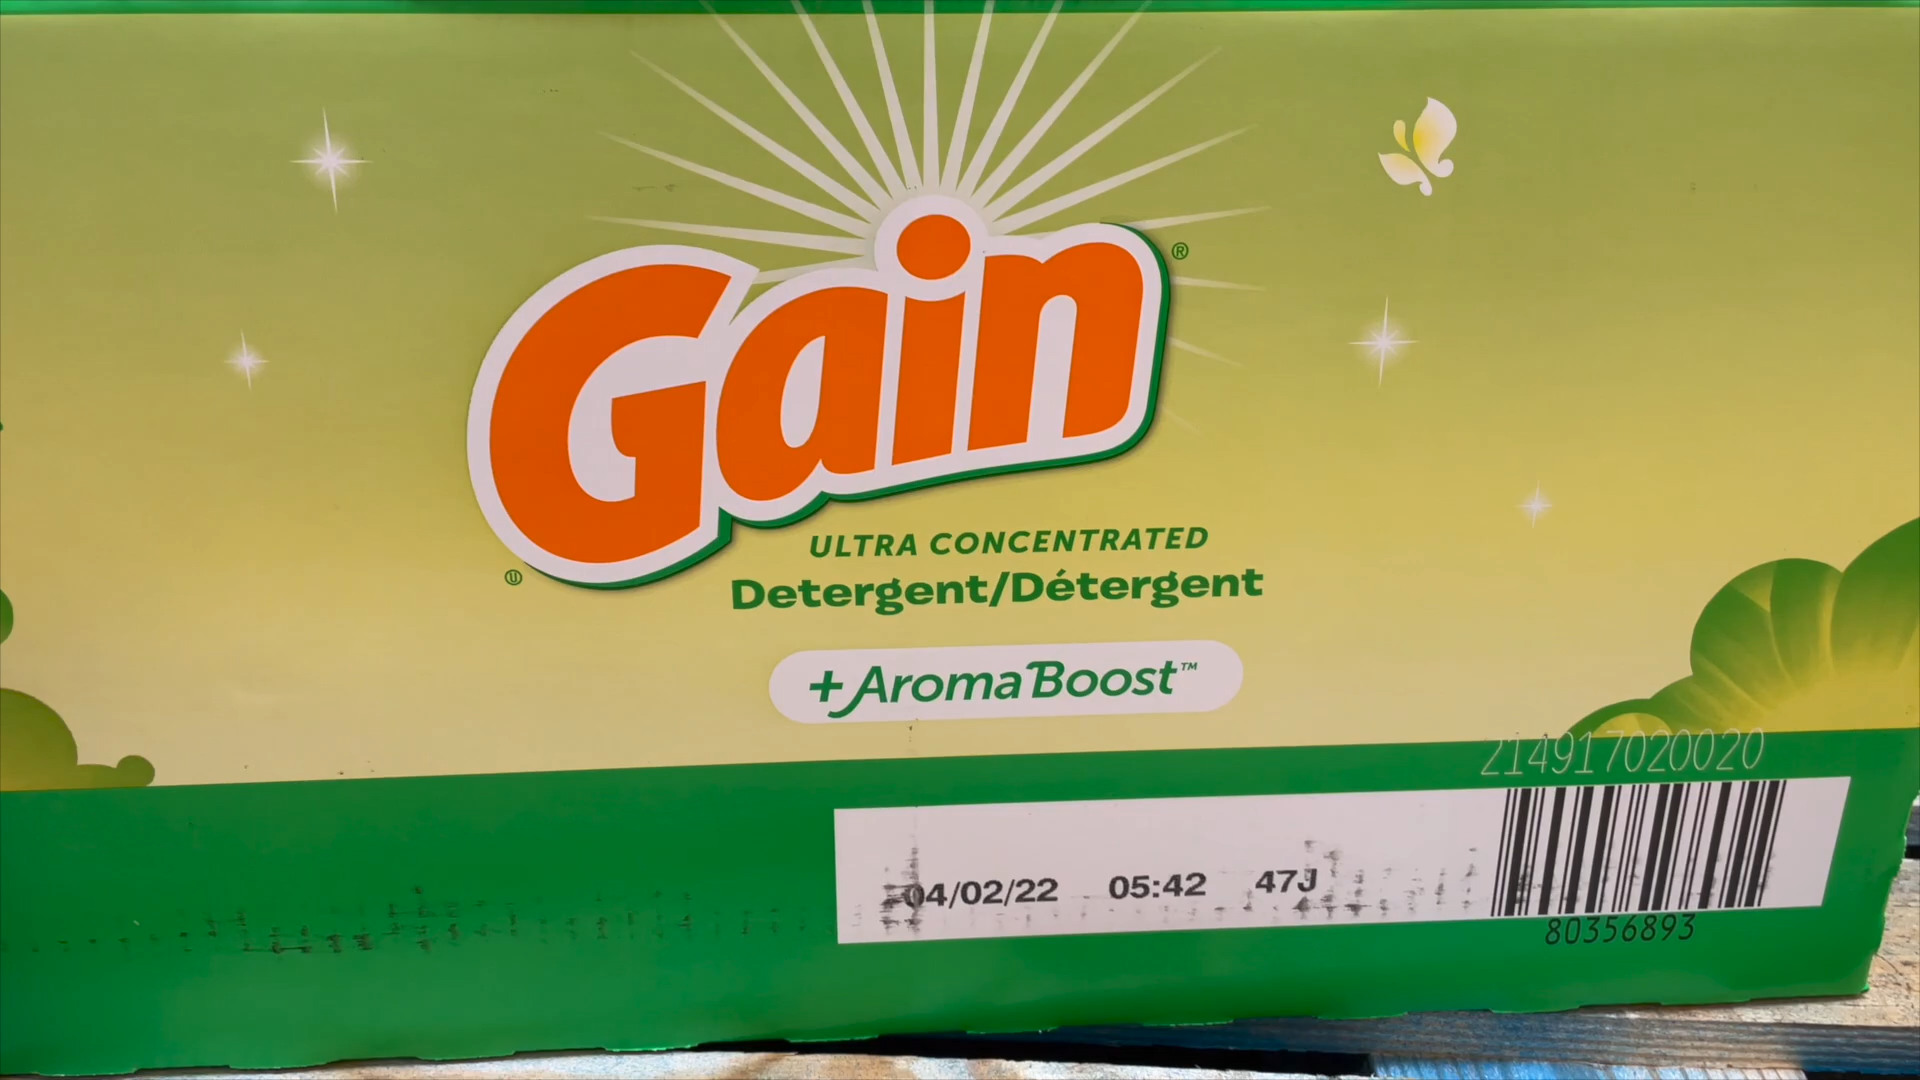 Gain®
Ⓤ
ULTRA CONCENTRATED
Detergent/Détergent
+AromaBoost™
214917020020
04/02/22 05:42 47J
80356893